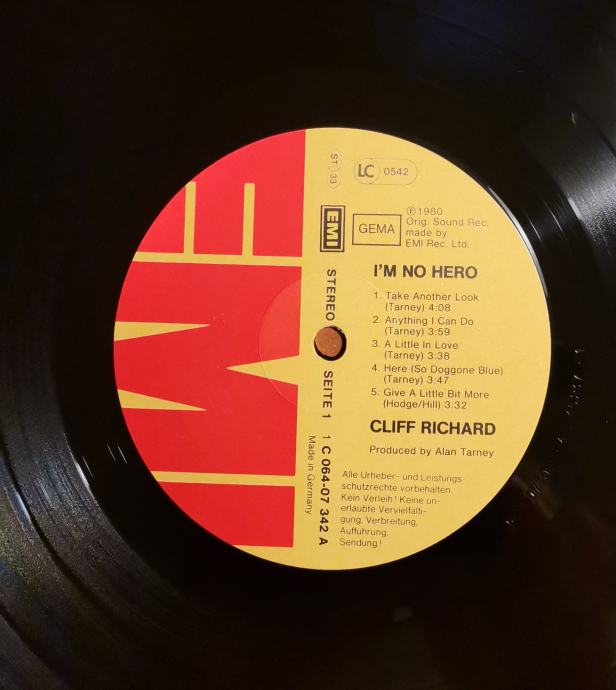 LC 0542
ST 33
EMI
GEMA
℗ 1980
Orig. Sound Rec.
made by
EMI Rec. Ltd.
I'M NO HERO
1. Take Another Look
(Tarney) 4:08
2. Anything I Can Do
(Tarney) 3:59
3. A Little In Love
(Tarney) 3:38
4. Here (So Doggone Blue)
(Tarney) 3:47
5. Give A Little Bit More
(Hodge/Hill) 3:32
CLIFF RICHARD
Produced by Alan Tarney
Alle Urheber- und Leistungs-
schutzrechte vorbehalten.
Kein Verleih! Keine un-
erlaubte Vervielfälti-
gung, Verbreitung,
Aufführung,
Sendung!
STEREO SEITE 1 1 C 064-07 342 A
Made in Germany
EMI